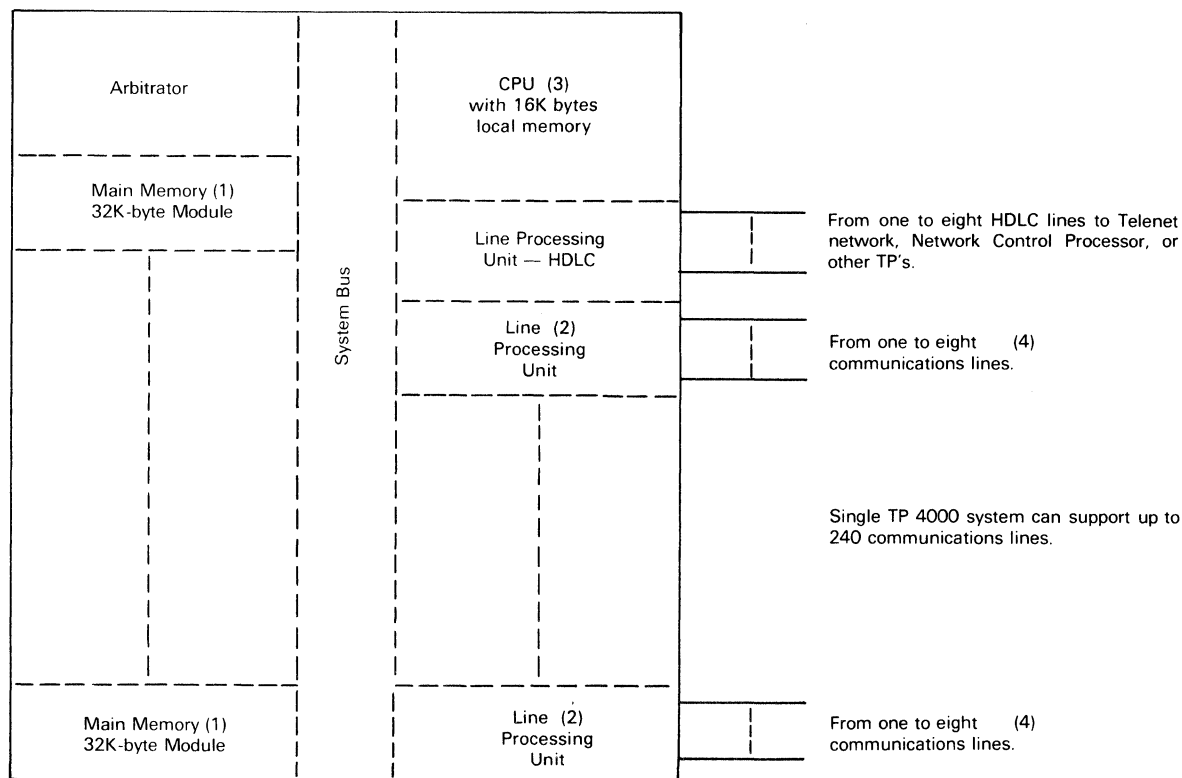 Arbitrator
Main Memory (1)
32K-byte Module
Main Memory (1)
32K-byte Module
System Bus
CPU (3)
with 16K bytes
local memory
Line Processing
Unit — HDLC
Line (2)
Processing
Unit
Line (2)
Processing
Unit
From one to eight HDLC lines to Telenet
network, Network Control Processor, or
other TP's.
From one to eight (4)
communications lines.
Single TP 4000 system can support up to
240 communications lines.
From one to eight (4)
communications lines.